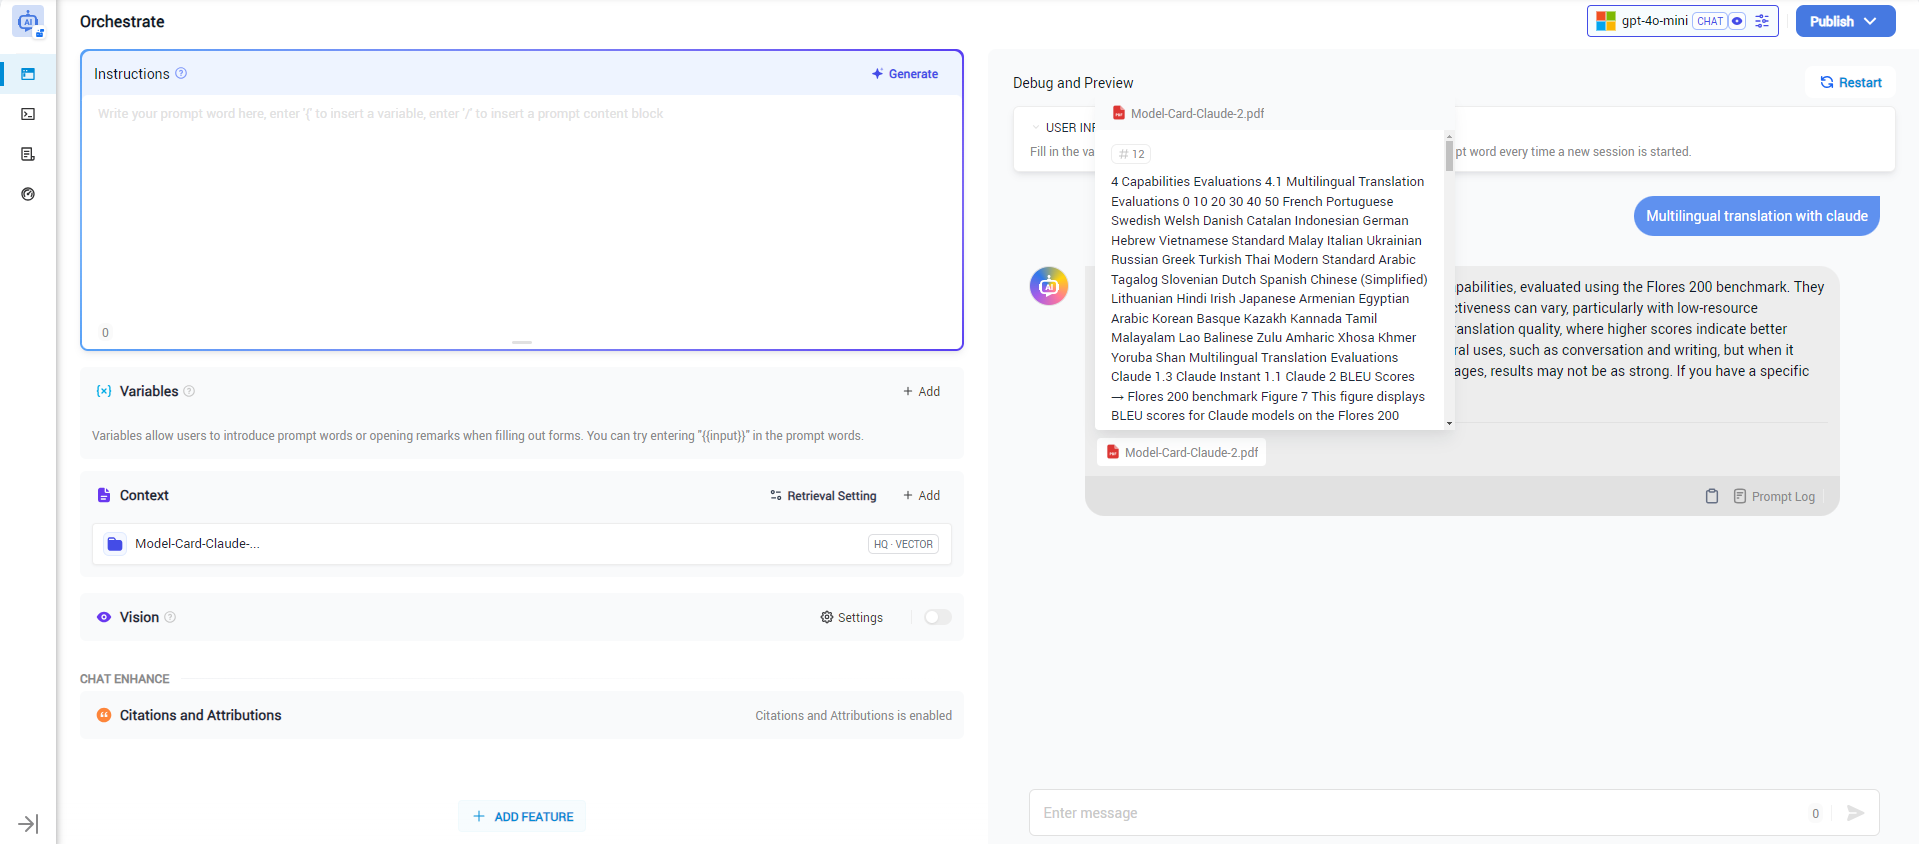 Orchestrate
gpt-4o-mini CHAT
Publish
Instructions
Generate
Write your prompt word here, enter '{' to insert a variable, enter '/' to insert a prompt content block
0
{x} Variables
+ Add
Variables allow users to introduce prompt words or opening remarks when filling out forms. You can try entering "{{input}}" in the prompt words.
Context
Retrieval Setting
+ Add
Model-Card-Claude-...
HQ · VECTOR
Vision
Settings
CHAT ENHANCE
Citations and Attributions
Citations and Attributions is enabled
+ ADD FEATURE
Debug and Preview
Restart
USER INP
Fill in the va
pt word every time a new session is started.
Model-Card-Claude-2.pdf
# 12
4 Capabilities Evaluations 4.1 Multilingual Translation
Evaluations 0 10 20 30 40 50 French Portuguese
Swedish Welsh Danish Catalan Indonesian German
Hebrew Vietnamese Standard Malay Italian Ukrainian
Russian Greek Turkish Thai Modern Standard Arabic
Tagalog Slovenian Dutch Spanish Chinese (Simplified)
Lithuanian Hindi Irish Japanese Armenian Egyptian
Arabic Korean Basque Kazakh Kannada Tamil
Malayalam Lao Balinese Zulu Amharic Xhosa Khmer
Yoruba Shan Multilingual Translation Evaluations
Claude 1.3 Claude Instant 1.1 Claude 2 BLEU Scores
→ Flores 200 benchmark Figure 7 This figure displays
BLEU scores for Claude models on the Flores 200
Multilingual translation with claude
pabilities, evaluated using the Flores 200 benchmark. They
ctiveness can vary, particularly with low-resource
anslation quality, where higher scores indicate better
ral uses, such as conversation and writing, but when it
ages, results may not be as strong. If you have a specific
Model-Card-Claude-2.pdf
Prompt Log
Enter message
0